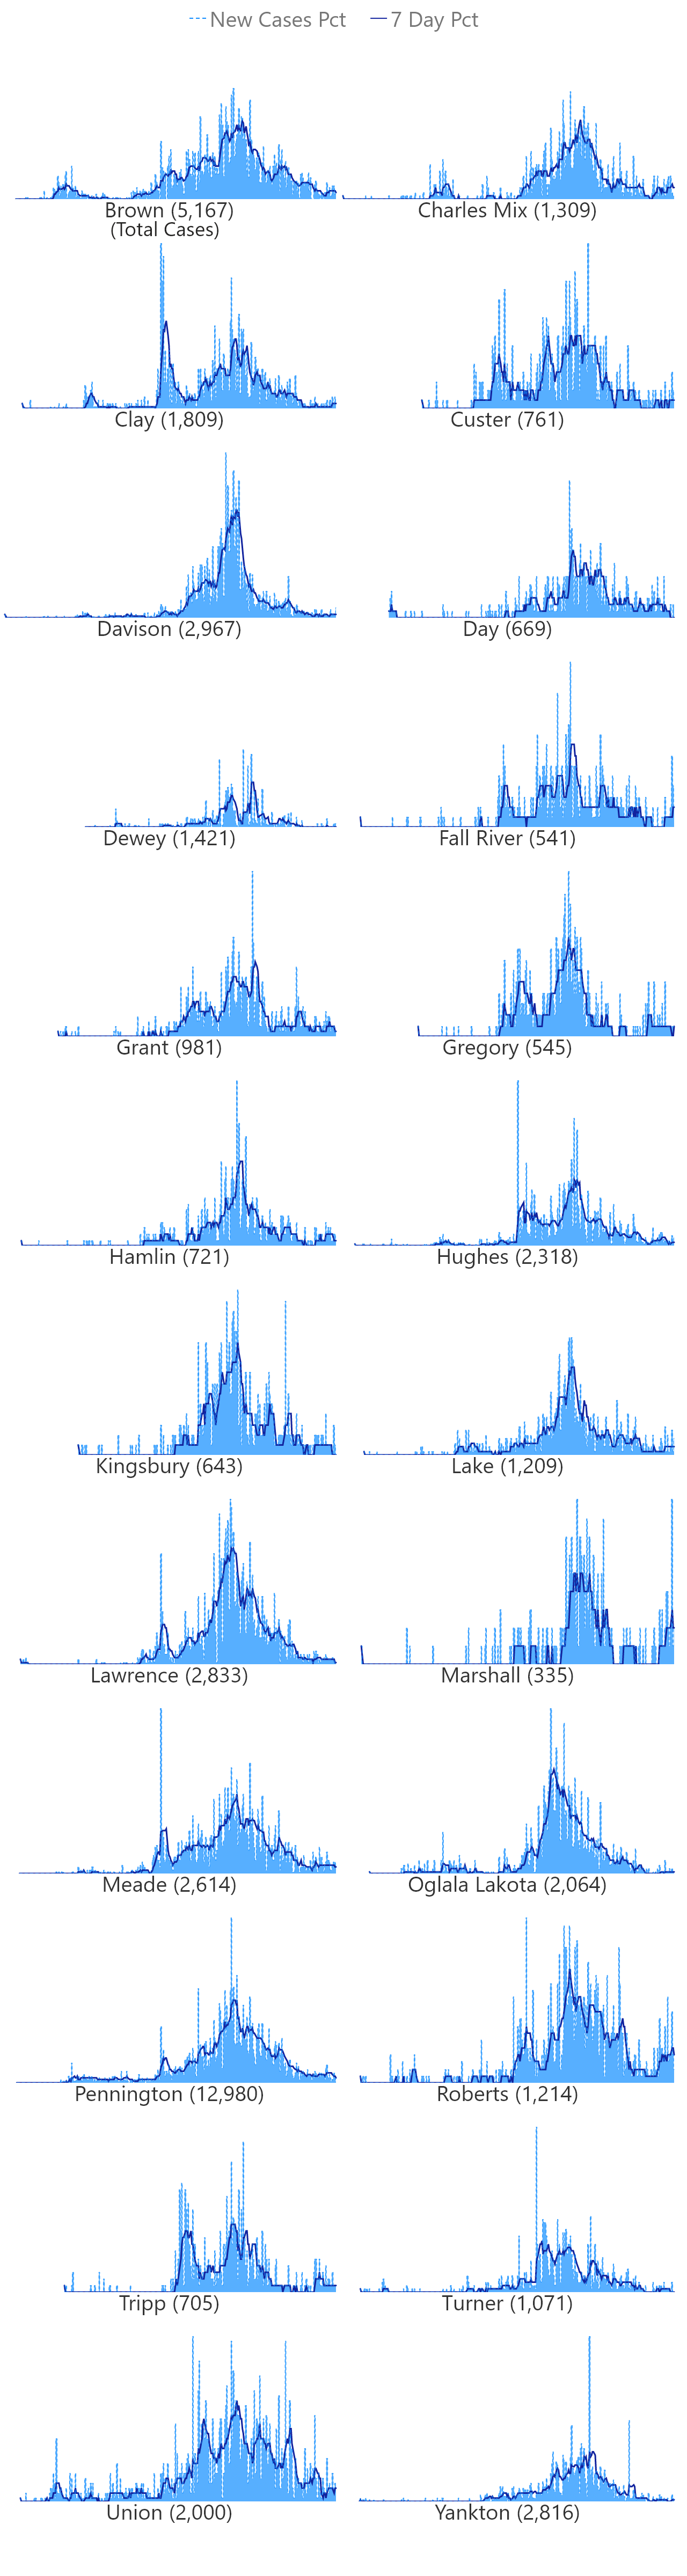 New Cases Pct 7 Day Pct
Brown (5,167) Charles Mix (1,309)
(Total Cases)
Clay (1,809) Custer (761)
Davison (2,967) Day (669)
Dewey (1,421) Fall River (541)
Grant (981) Gregory (545)
Hamlin (721) Hughes (2,318)
Kingsbury (643) Lake (1,209)
Lawrence (2,833) Marshall (335)
Meade (2,614) Oglala Lakota (2,064)
Pennington (12,980) Roberts (1,214)
Tripp (705) Turner (1,071)
Union (2,000) Yankton (2,816)